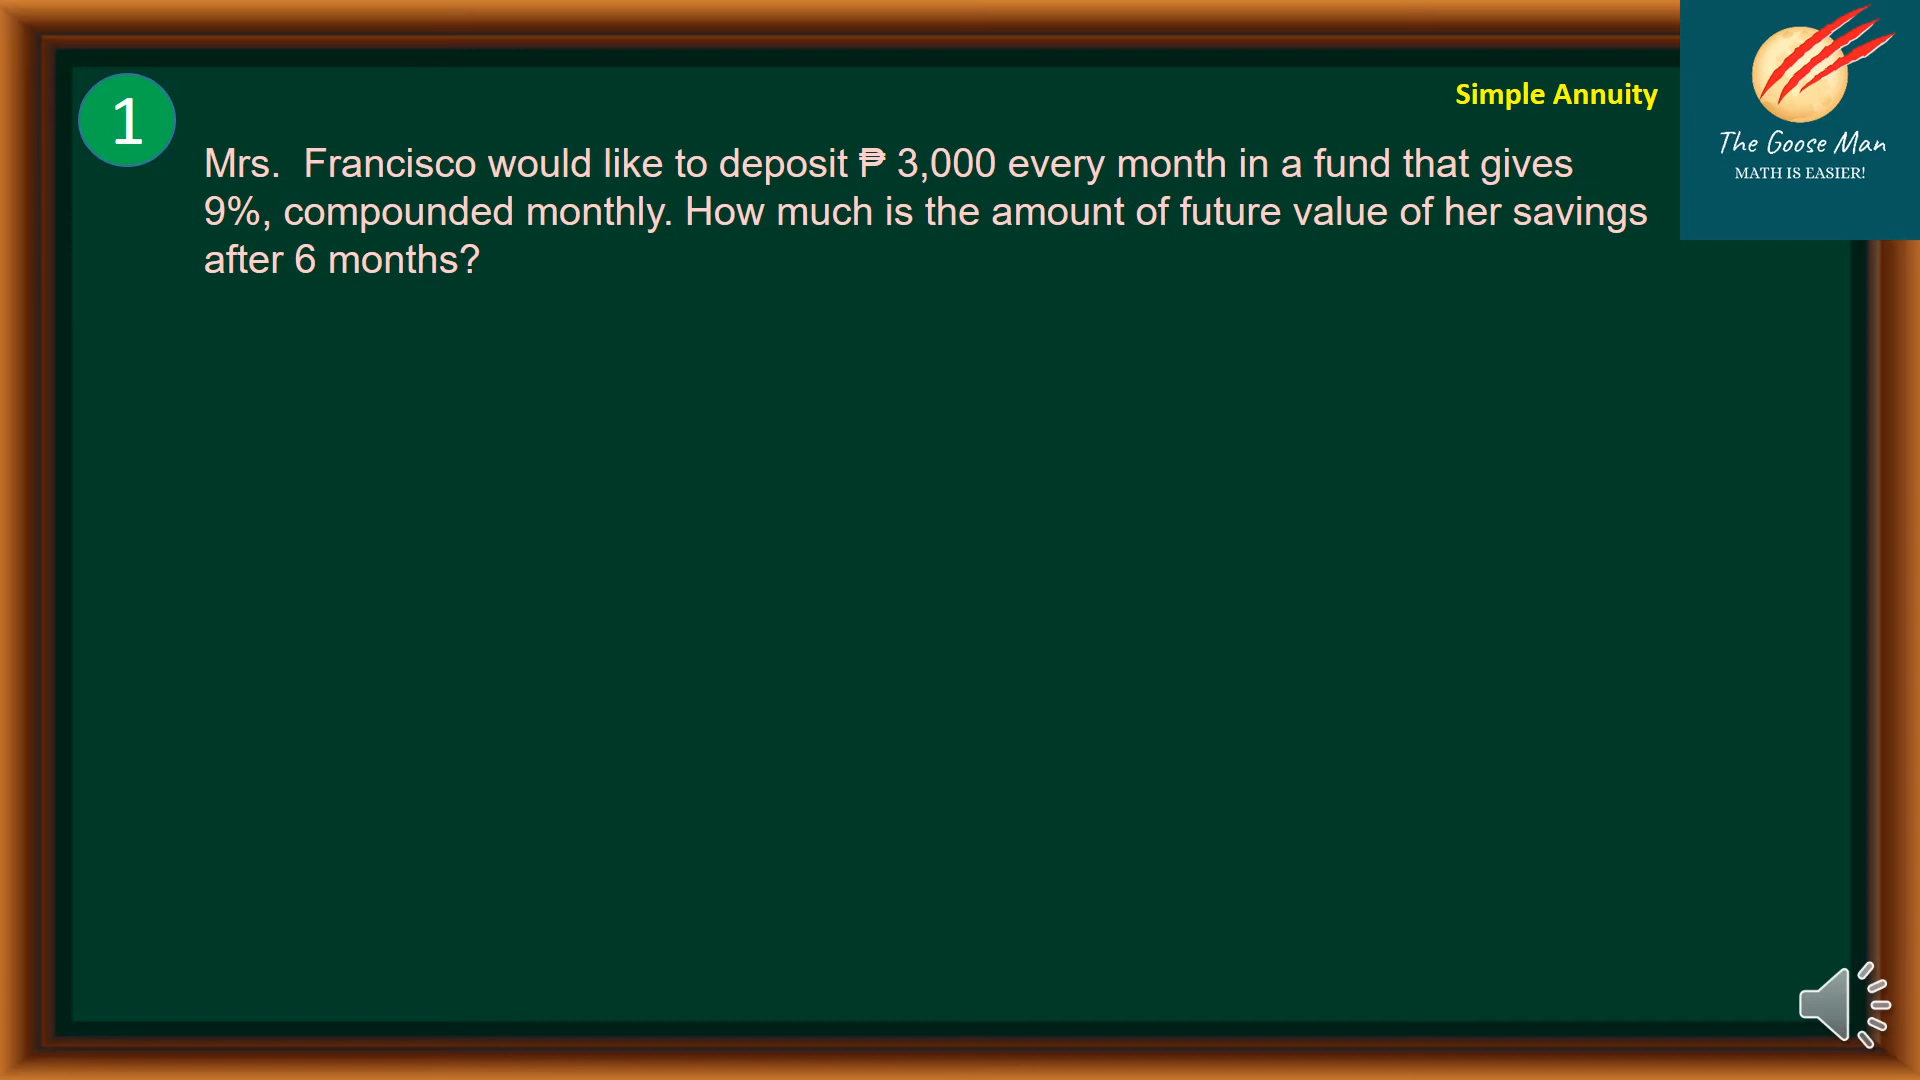 1
Simple Annuity
Mrs.  Francisco would like to deposit ₱ 3,000 every month in a fund that gives
9%, compounded monthly. How much is the amount of future value of her savings
after 6 months?
The Goose Man
MATH IS EASIER!